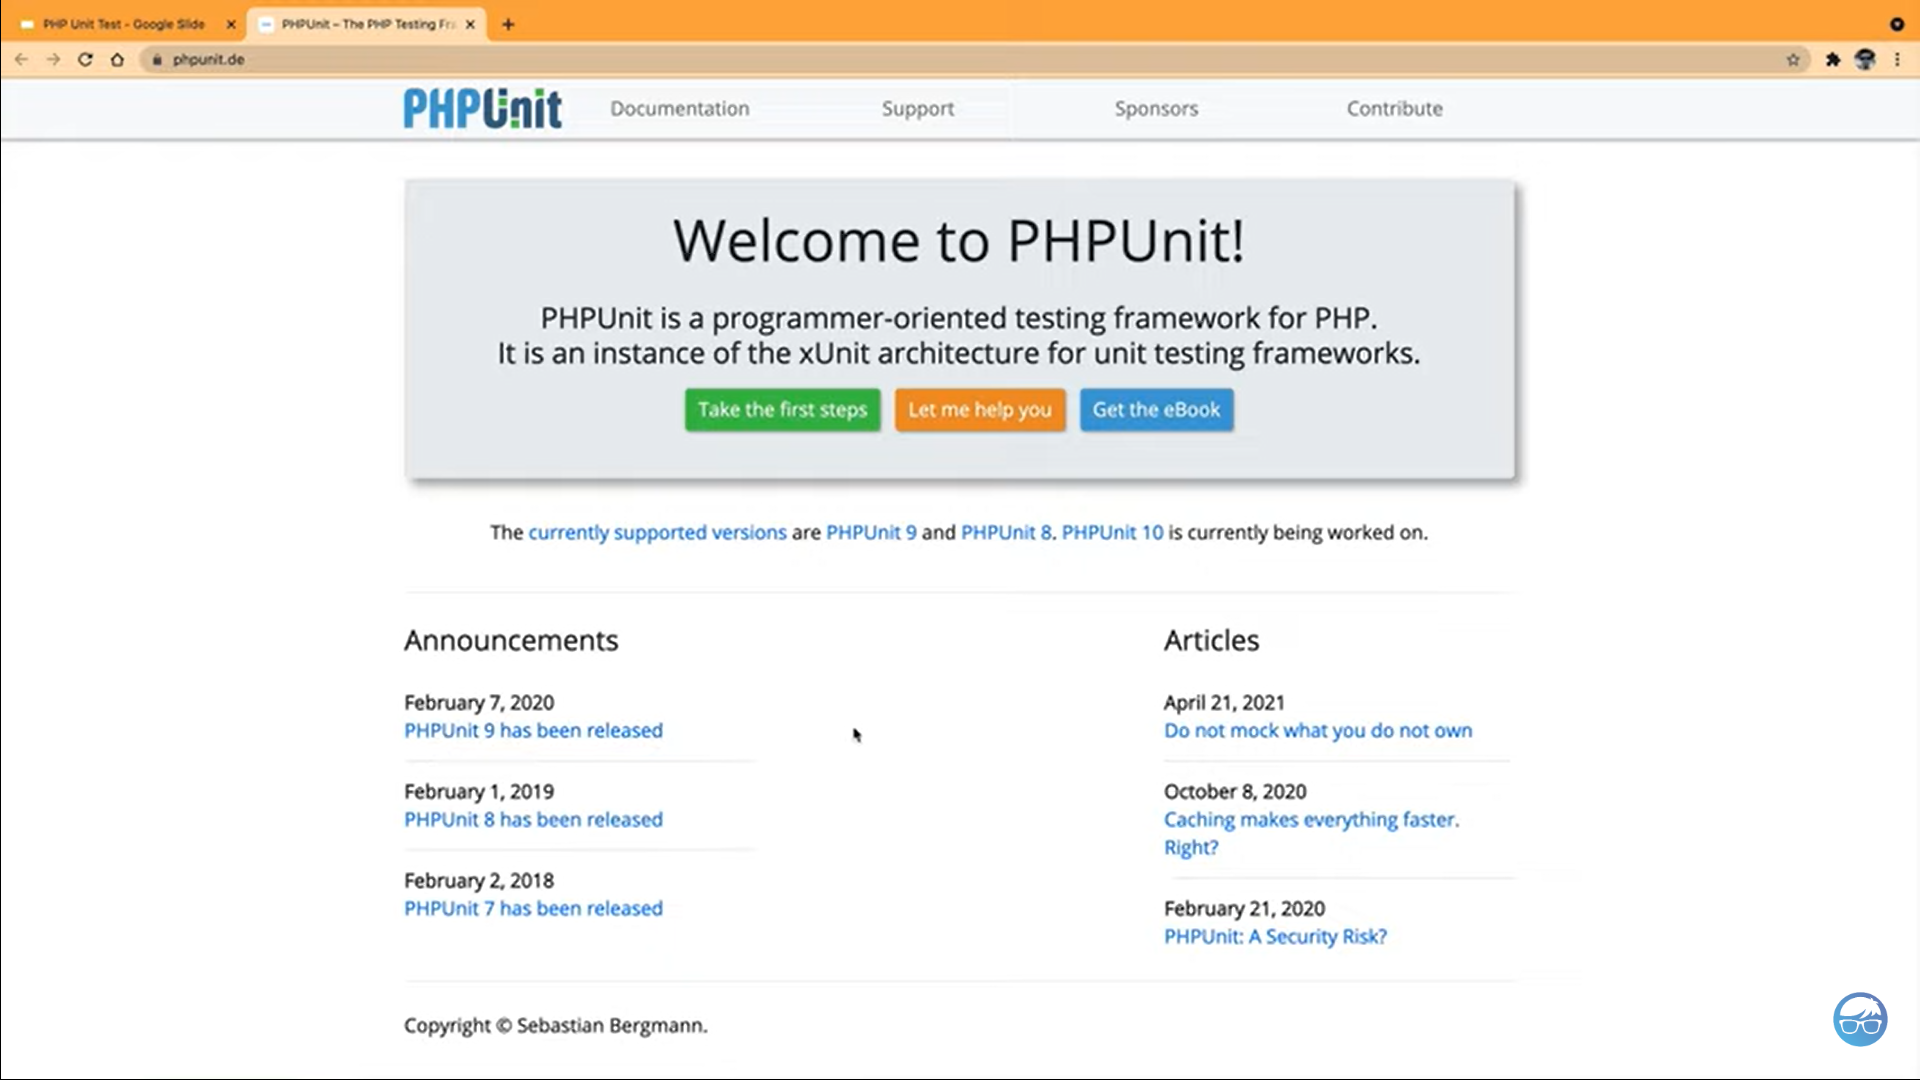 PHP Unit Test - Google Slide
PHPUnit – The PHP Testing Fr
phpunit.de
PHPUnit
Documentation
Support
Sponsors
Contribute
Welcome to PHPUnit!
PHPUnit is a programmer-oriented testing framework for PHP.
It is an instance of the xUnit architecture for unit testing frameworks.
Take the first steps
Let me help you
Get the eBook
The currently supported versions are PHPUnit 9 and PHPUnit 8. PHPUnit 10 is currently being worked on.
Announcements
February 7, 2020
PHPUnit 9 has been released
February 1, 2019
PHPUnit 8 has been released
February 2, 2018
PHPUnit 7 has been released
Articles
April 21, 2021
Do not mock what you do not own
October 8, 2020
Caching makes everything faster.
Right?
February 21, 2020
PHPUnit: A Security Risk?
Copyright © Sebastian Bergmann.